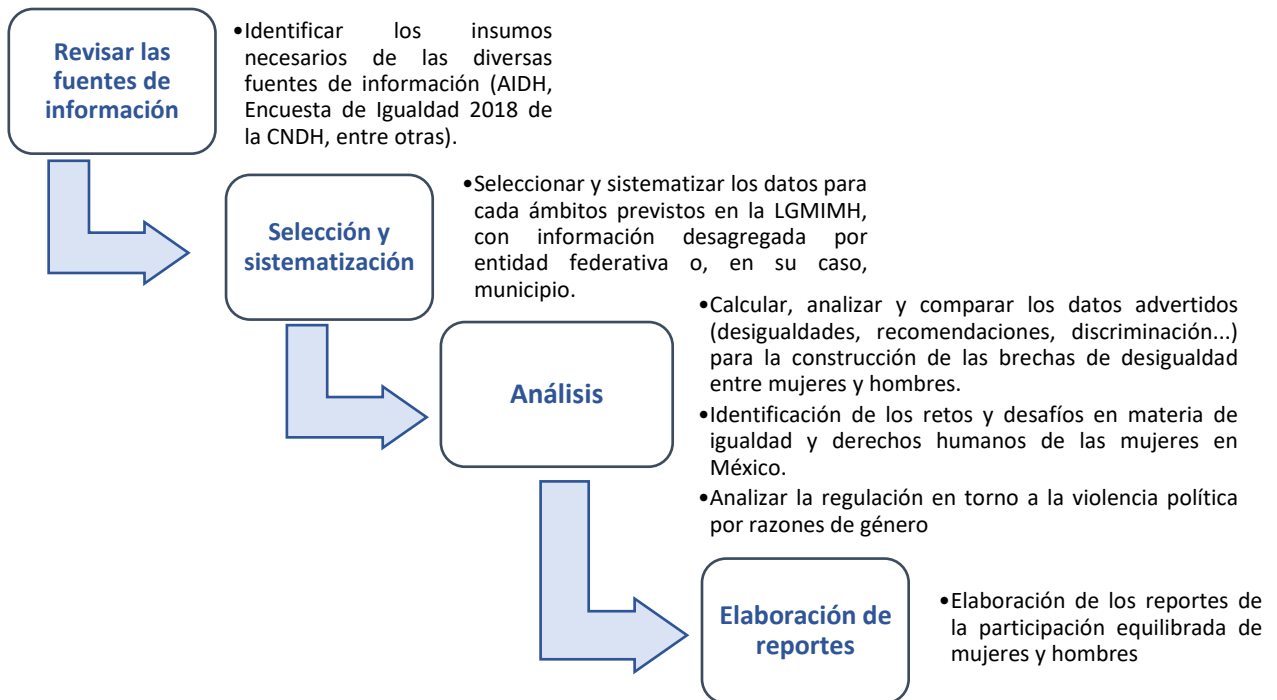 Revisar las
fuentes de
información
•Identificar los insumos
necesarios de las diversas
fuentes de información (AIDH,
Encuesta de Igualdad 2018 de
la CNDH, entre otras).
Selección y
sistematización
•Seleccionar y sistematizar los datos para
cada ámbitos previstos en la LGMIMH,
con información desagregada por
entidad federativa o, en su caso,
municipio.
Análisis
•Calcular, analizar y comparar los datos advertidos
(desigualdades, recomendaciones, discriminación...)
para la construcción de las brechas de desigualdad
entre mujeres y hombres.
•Identificación de los retos y desafíos en materia de
igualdad y derechos humanos de las mujeres en
México.
•Analizar la regulación en torno a la violencia política
por razones de género
Elaboración de
reportes
•Elaboración de los reportes de
la participación equilibrada de
mujeres y hombres